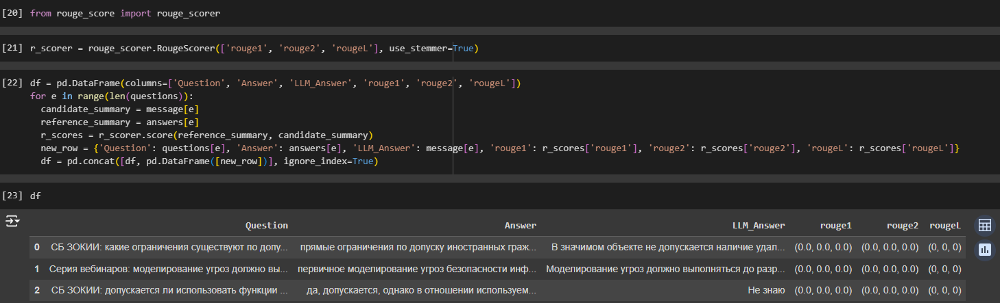 [20] from rouge_score import rouge_scorer
[21] r_scorer = rouge_scorer.RougeScorer(['rouge1', 'rouge2', 'rougeL'], use_stemmer=True)
[22] df = pd.DataFrame(columns=['Question', 'Answer', 'LLM_Answer', 'rouge1', 'rouge2', 'rougeL'])
for e in range(len(questions)):
  candidate_summary = message[e]
  reference_summary = answers[e]
  r_scores = r_scorer.score(reference_summary, candidate_summary)
  new_row = {'Question': questions[e], 'Answer': answers[e], 'LLM_Answer': message[e], 'rouge1': r_scores['rouge1'], 'rouge2': r_scores['rouge2'], 'rougeL': r_scores['rougeL']}
  df = pd.concat([df, pd.DataFrame([new_row])], ignore_index=True)
[23] df
Question Answer LLM_Answer rouge1 rouge2 rougeL
0 СБ ЗОКИИ: какие ограничения существуют по допу... прямые ограничения по допуску иностранных граж... В значимом объекте не допускается наличие удал... (0.0, 0.0, 0.0) (0.0, 0.0, 0.0) (0, 0, 0)
1 Серия вебинаров: моделирование угроз должно вы... первичное моделирование угроз безопасности инф... Моделирование угроз должно выполняться до разр... (0.0, 0.0, 0.0) (0.0, 0.0, 0.0) (0, 0, 0)
2 СБ ЗОКИИ: допускается ли использовать функции ... да, допускается, однако в отношении используем... Не знаю (0.0, 0.0, 0.0) (0.0, 0.0, 0.0) (0, 0, 0)